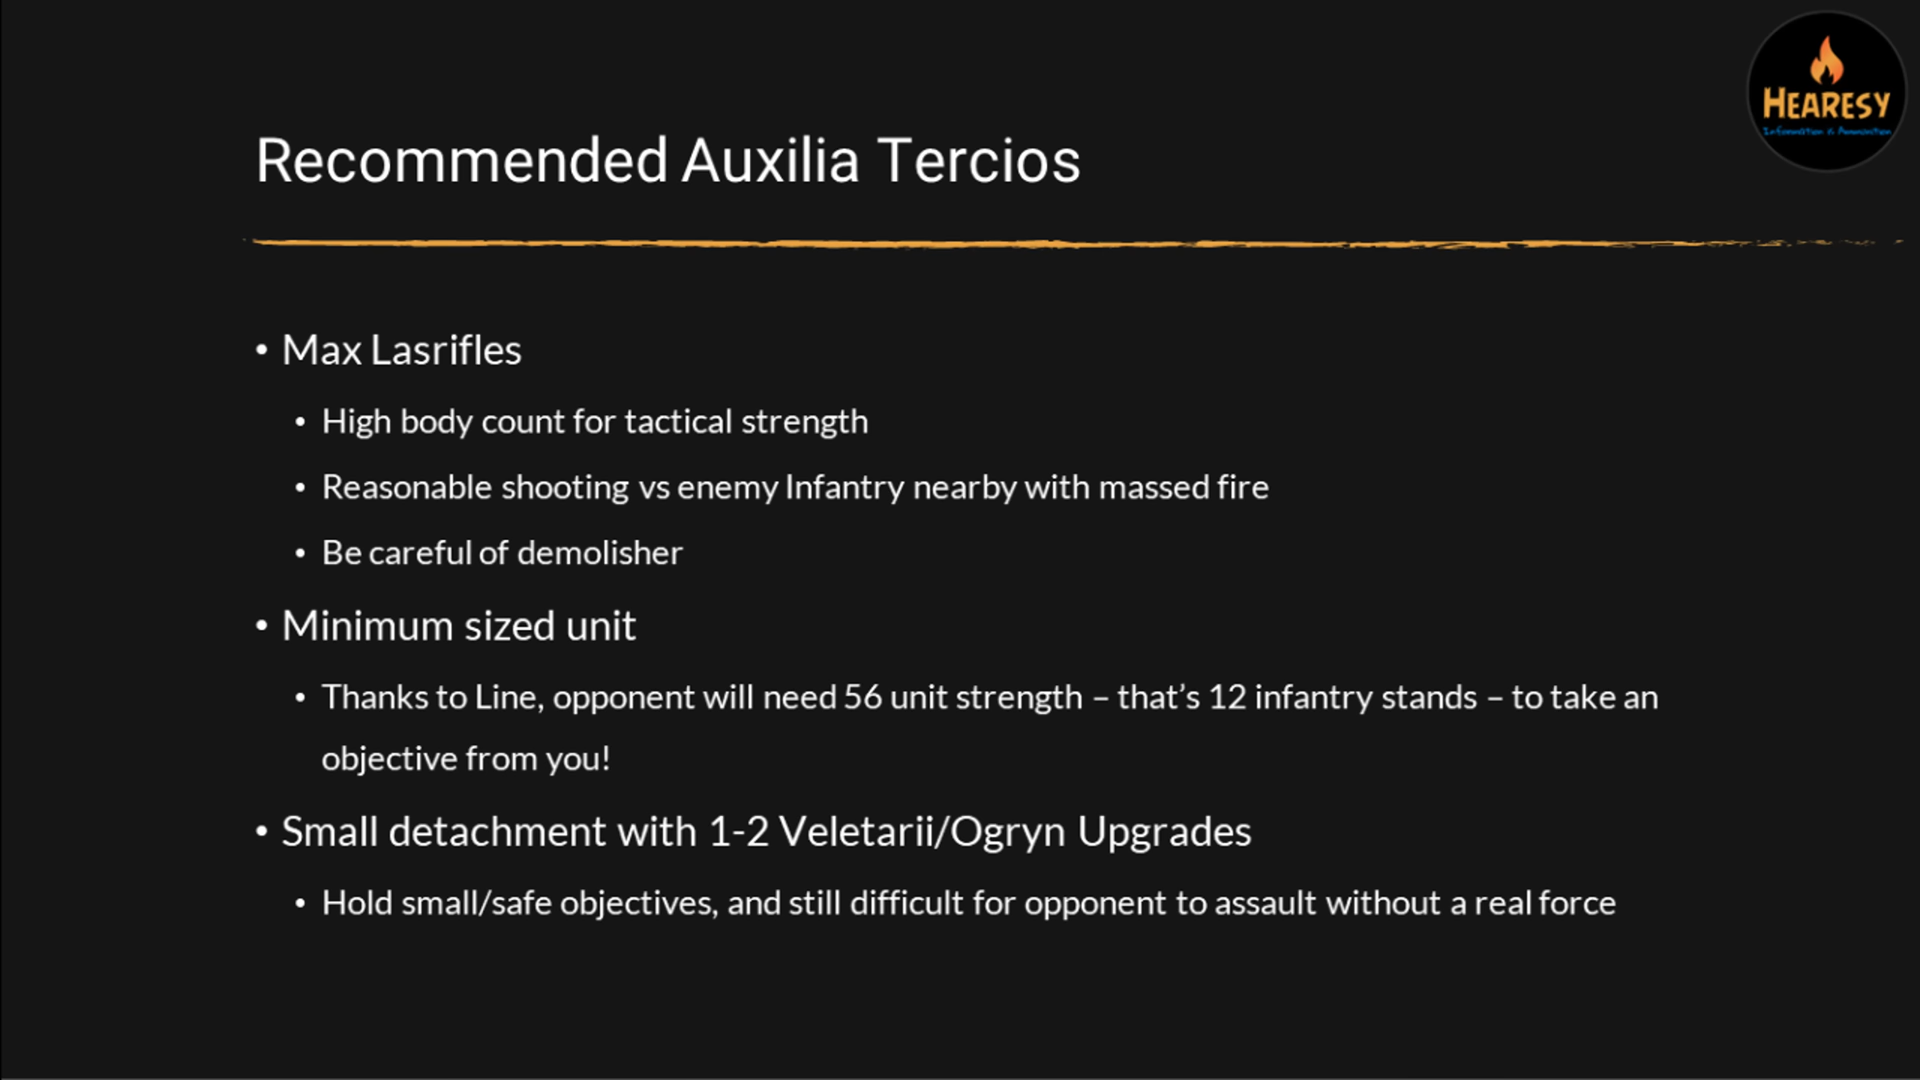 HEARESY
Information & Ammunition
Recommended Auxilia Tercios
• Max Lasrifles
• High body count for tactical strength
• Reasonable shooting vs enemy Infantry nearby with massed fire
• Be careful of demolisher
• Minimum sized unit
• Thanks to Line, opponent will need 56 unit strength – that’s 12 infantry stands – to take an
objective from you!
• Small detachment with 1-2 Veletarii/Ogryn Upgrades
• Hold small/safe objectives, and still difficult for opponent to assault without a real force